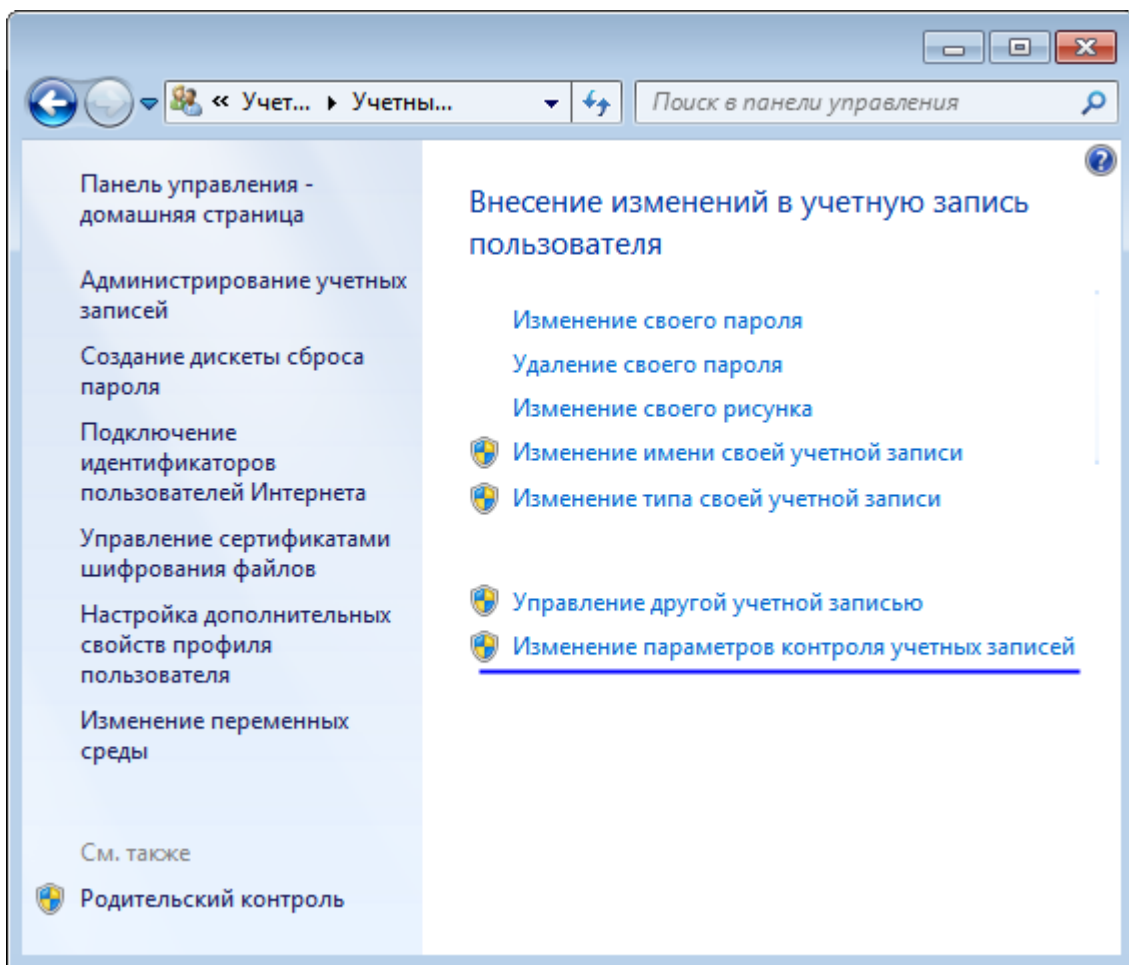 « Учет... Учетны...
Поиск в панели управления
Панель управления -
домашняя страница
Администрирование учетных
записей
Создание дискеты сброса
пароля
Подключение
идентификаторов
пользователей Интернета
Управление сертификатами
шифрования файлов
Настройка дополнительных
свойств профиля
пользователя
Изменение переменных
среды
См. также
Родительский контроль
Внесение изменений в учетную запись
пользователя
Изменение своего пароля
Удаление своего пароля
Изменение своего рисунка
Изменение имени своей учетной записи
Изменение типа своей учетной записи
Управление другой учетной записью
Изменение параметров контроля учетных записей